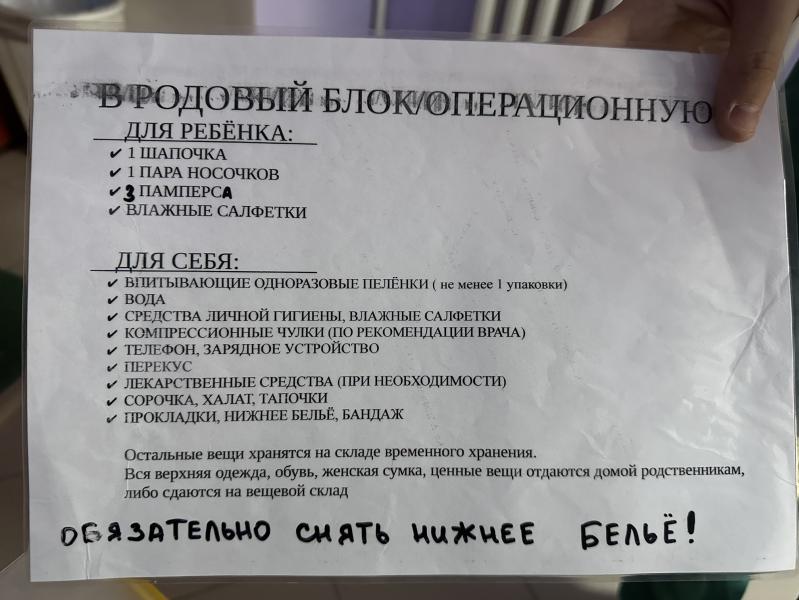 В РОДОВЫЙ БЛОК/ОПЕРАЦИОННУЮ
ДЛЯ РЕБЁНКА:
✔ 1 ШАПОЧКА
✔ 1 ПАРА НОСОЧКОВ
✔ 3 ПАМПЕРСА
✔ ВЛАЖНЫЕ САЛФЕТКИ
ДЛЯ СЕБЯ:
✔ ВПИТЫВАЮЩИЕ ОДНОРАЗОВЫЕ ПЕЛЁНКИ ( не менее 1 упаковки)
✔ ВОДА
✔ СРЕДСТВА ЛИЧНОЙ ГИГИЕНЫ, ВЛАЖНЫЕ САЛФЕТКИ
✔ КОМПРЕССИОННЫЕ ЧУЛКИ (ПО РЕКОМЕНДАЦИИ ВРАЧА)
✔ ТЕЛЕФОН, ЗАРЯДНОЕ УСТРОЙСТВО
✔ ПЕРЕКУС
✔ ЛЕКАРСТВЕННЫЕ СРЕДСТВА (ПРИ НЕОБХОДИМОСТИ)
✔ СОРОЧКА, ХАЛАТ, ТАПОЧКИ
✔ ПРОКЛАДКИ, НИЖНЕЕ БЕЛЬЁ, БАНДАЖ
Остальные вещи хранятся на складе временного хранения.
Вся верхняя одежда, обувь, женская сумка, ценные вещи отдаются домой родственникам,
либо сдаются на вещевой склад
ОБЯЗАТЕЛЬНО СНЯТЬ НИЖНЕЕ БЕЛЬЁ!